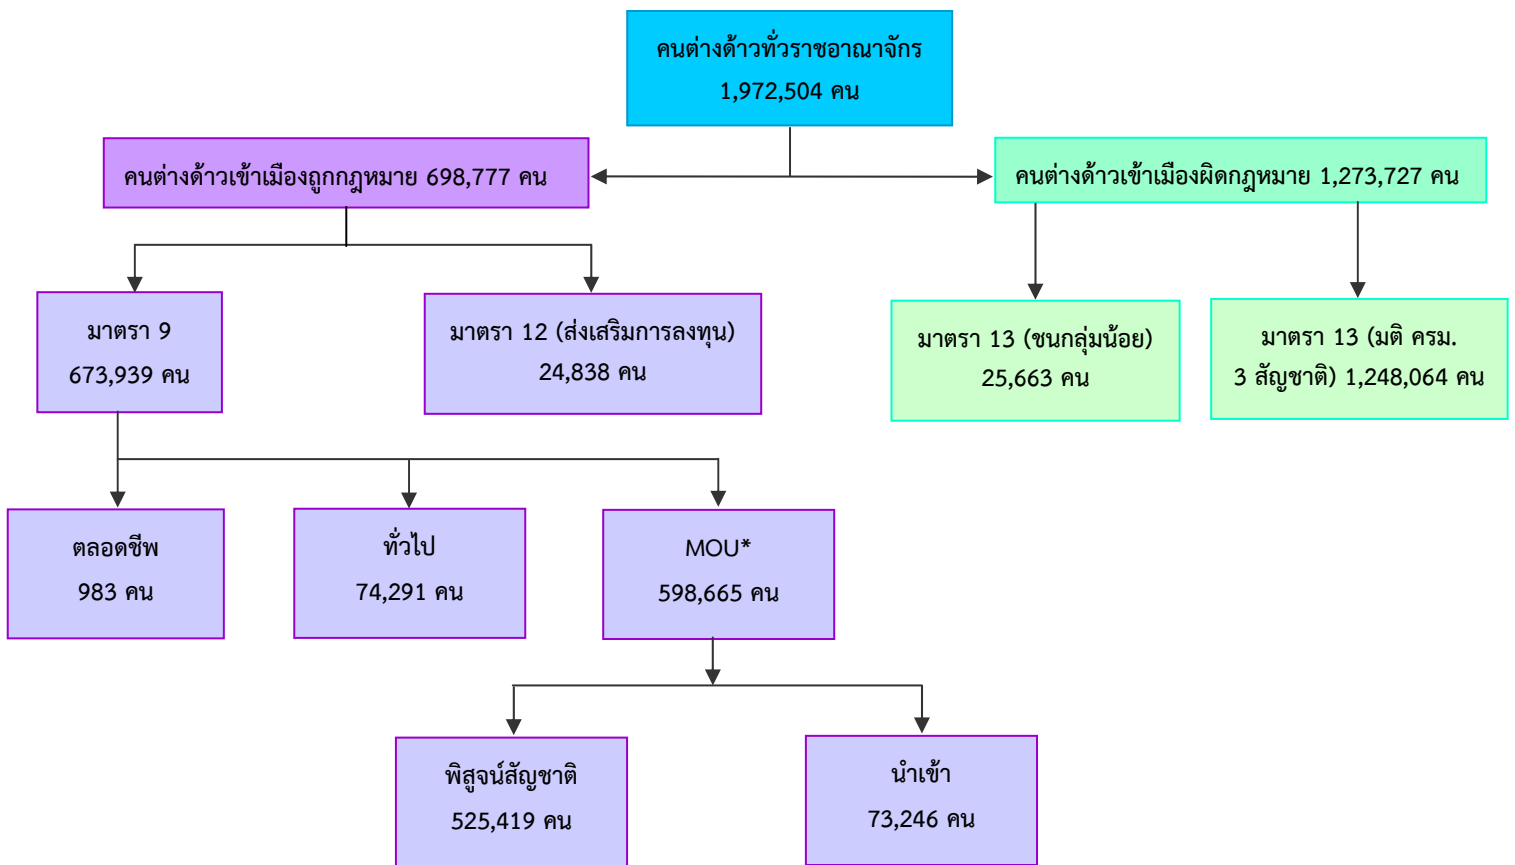 คนต่างด้าวทั่วราชอาณาจักร
1,972,504 คน
คนต่างด้าวเข้าเมืองถูกกฎหมาย 698,777 คน
คนต่างด้าวเข้าเมืองผิดกฎหมาย 1,273,727 คน
มาตรา 9
673,939 คน
มาตรา 12 (ส่งเสริมการลงทุน)
24,838 คน
มาตรา 13 (ชนกลุ่มน้อย)
25,663 คน
มาตรา 13 (มติ ครม.
3 สัญชาติ) 1,248,064 คน
ตลอดชีพ
983 คน
ทั่วไป
74,291 คน
MOU*
598,665 คน
พิสูจน์สัญชาติ
525,419 คน
นำเข้า
73,246 คน